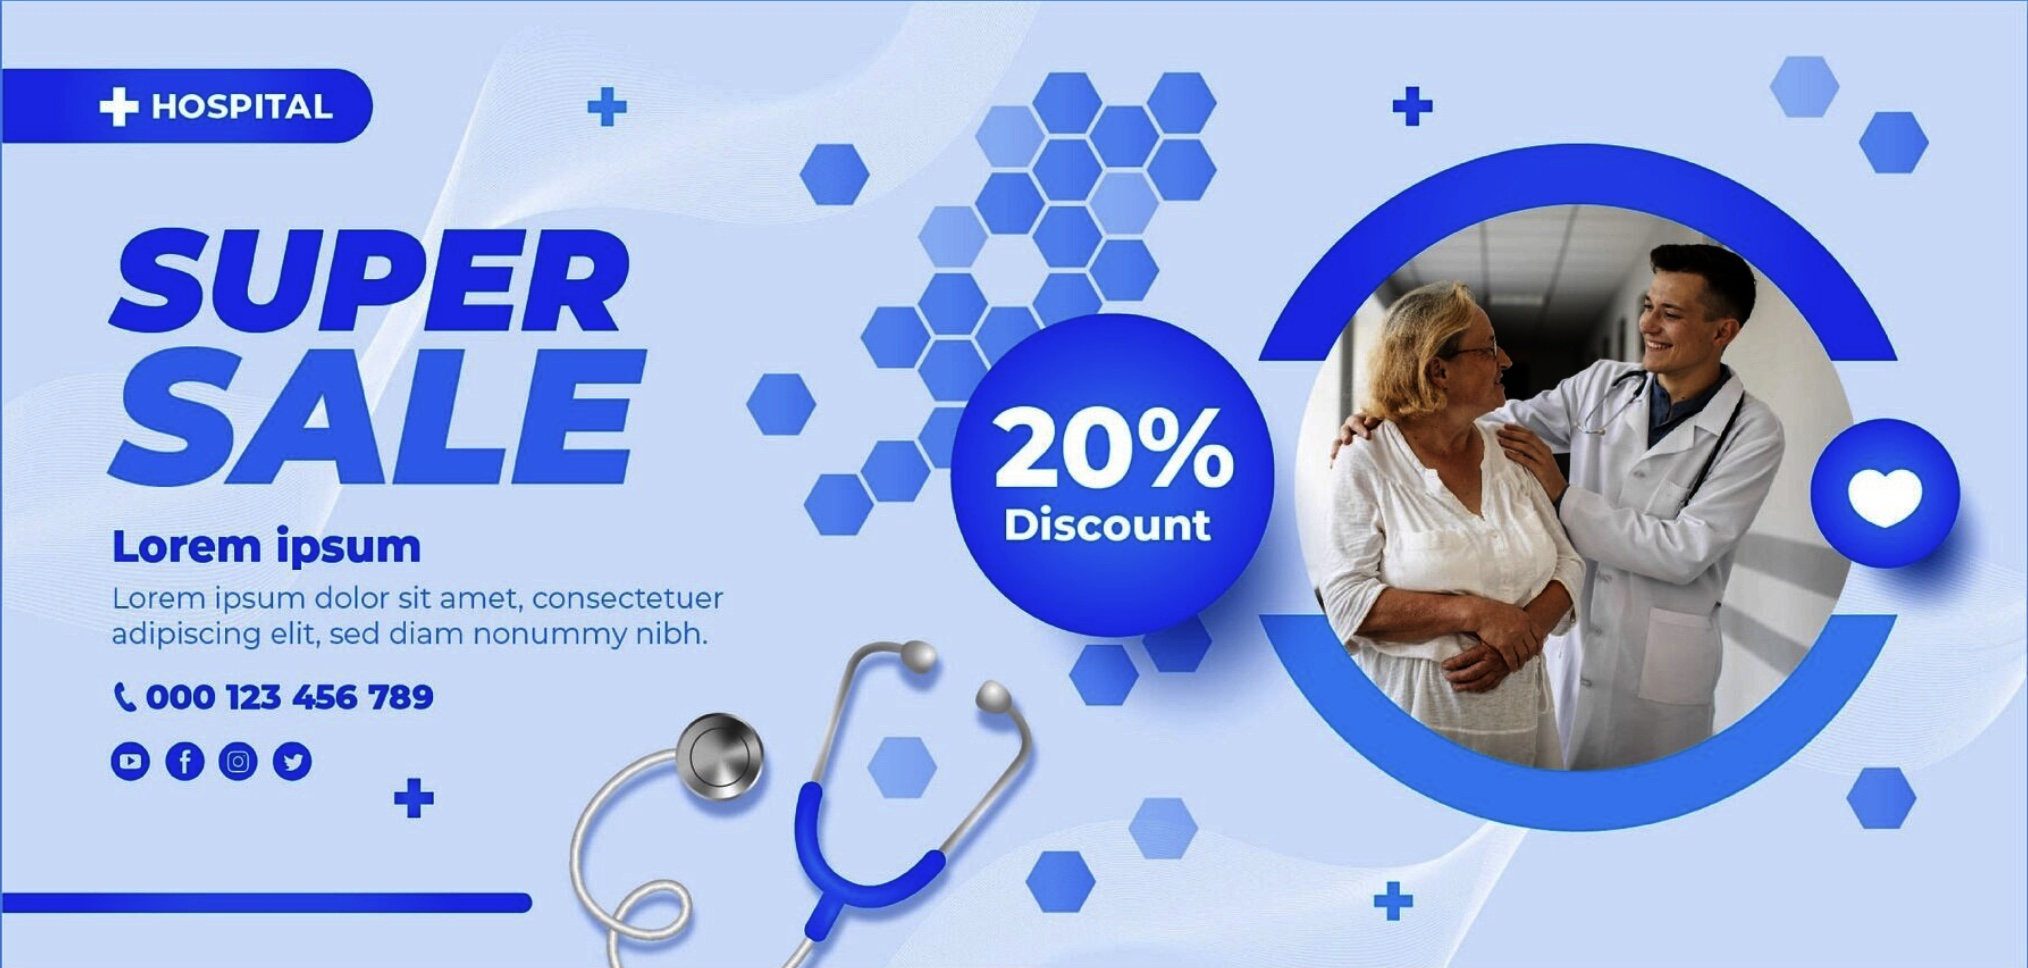 HOSPITAL
SUPER
SALE
Lorem ipsum
Lorem ipsum dolor sit amet, consectetuer
adipiscing elit, sed diam nonummy nibh.
000 123 456 789
20%
Discount